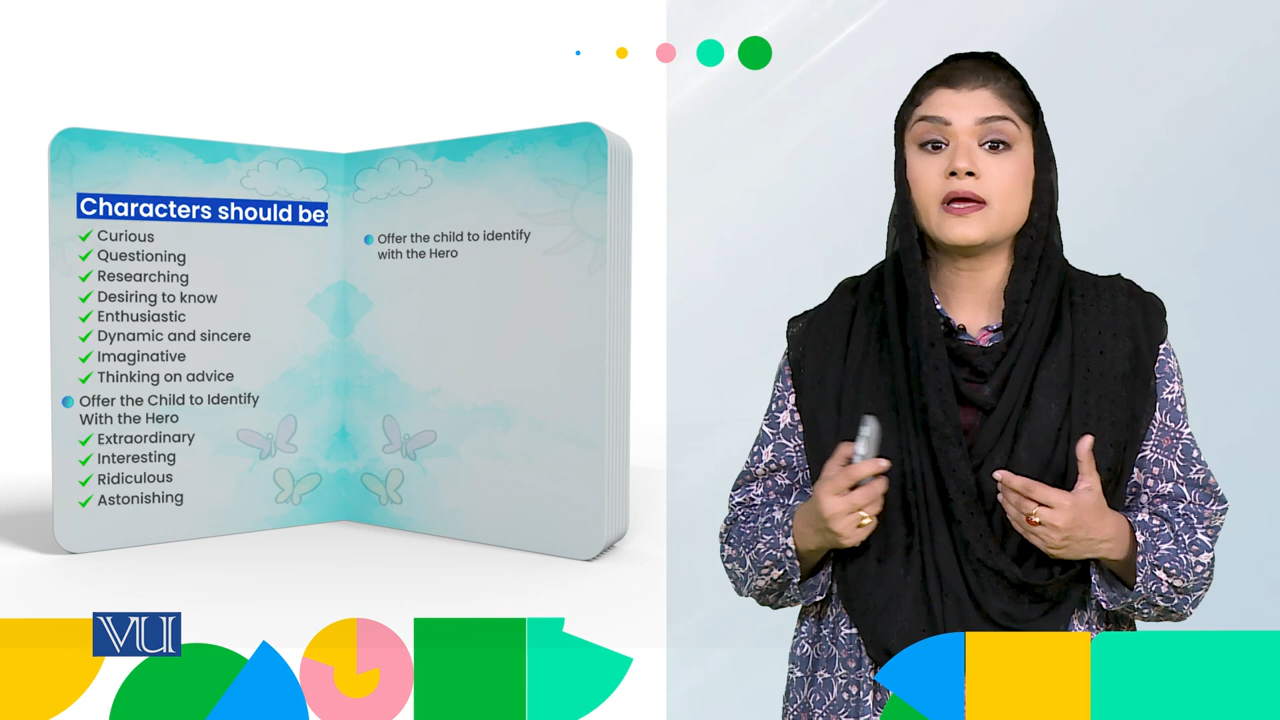 Characters should be:
Curious
Questioning
Researching
Desiring to know
Enthusiastic
Dynamic and sincere
Imaginative
Thinking on advice
Offer the Child to Identify
With the Hero
Extraordinary
Interesting
Ridiculous
Astonishing
Offer the child to identify
with the Hero
VU